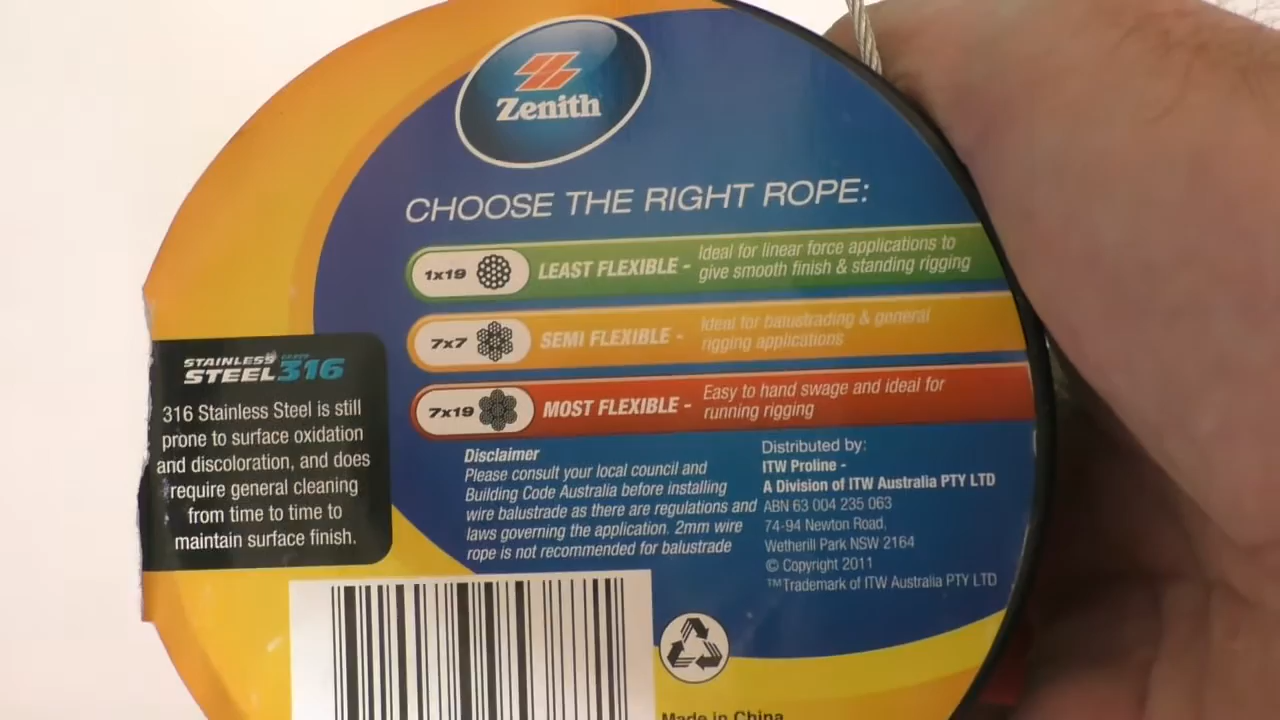 Zenith
CHOOSE THE RIGHT ROPE:
1x19
LEAST FLEXIBLE -
Ideal for linear force applications to
give smooth finish & standing rigging
7x7
SEMI FLEXIBLE -
Ideal for balustrading & general
rigging applications
7x19
MOST FLEXIBLE -
Easy to hand swage and ideal for
running rigging
STAINLESS
STEEL GRADE 316
316 Stainless Steel is still
prone to surface oxidation
and discoloration, and does
require general cleaning
from time to time to
maintain surface finish.
Disclaimer
Please consult your local council and
Building Code Australia before installing
wire balustrade as there are regulations and
laws governing the application. 2mm wire
rope is not recommended for balustrade
Distributed by:
ITW Proline -
A Division of ITW Australia PTY LTD
ABN 63 004 235 063
74-94 Newton Road,
Wetherill Park NSW 2164
© Copyright 2011
™Trademark of ITW Australia PTY LTD
Made in China